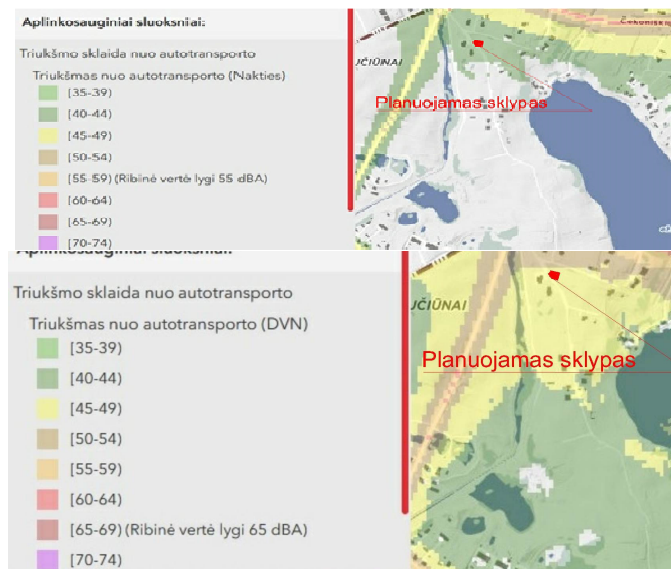 Aplinkosauginiai sluoksniai:
Triukšmo sklaida nuo autotransporto
Triukšmas nuo autotransporto (Nakties)
[35-39)
[40-44)
[45-49)
[50-54)
[55-59) (Ribinė vertė lygi 55 dBA)
[60-64)
[65-69)
[70-74)
UČIŪNAI
Planuojamas sklypas
Aplinkosauginiai sluoksniai:
Triukšmo sklaida nuo autotransporto
Triukšmas nuo autotransporto (DVN)
[35-39)
[40-44)
[45-49)
[50-54)
[55-59)
[60-64)
[65-69) (Ribinė vertė lygi 65 dBA)
[70-74)
UČIŪNAI
Planuojamas sklypas